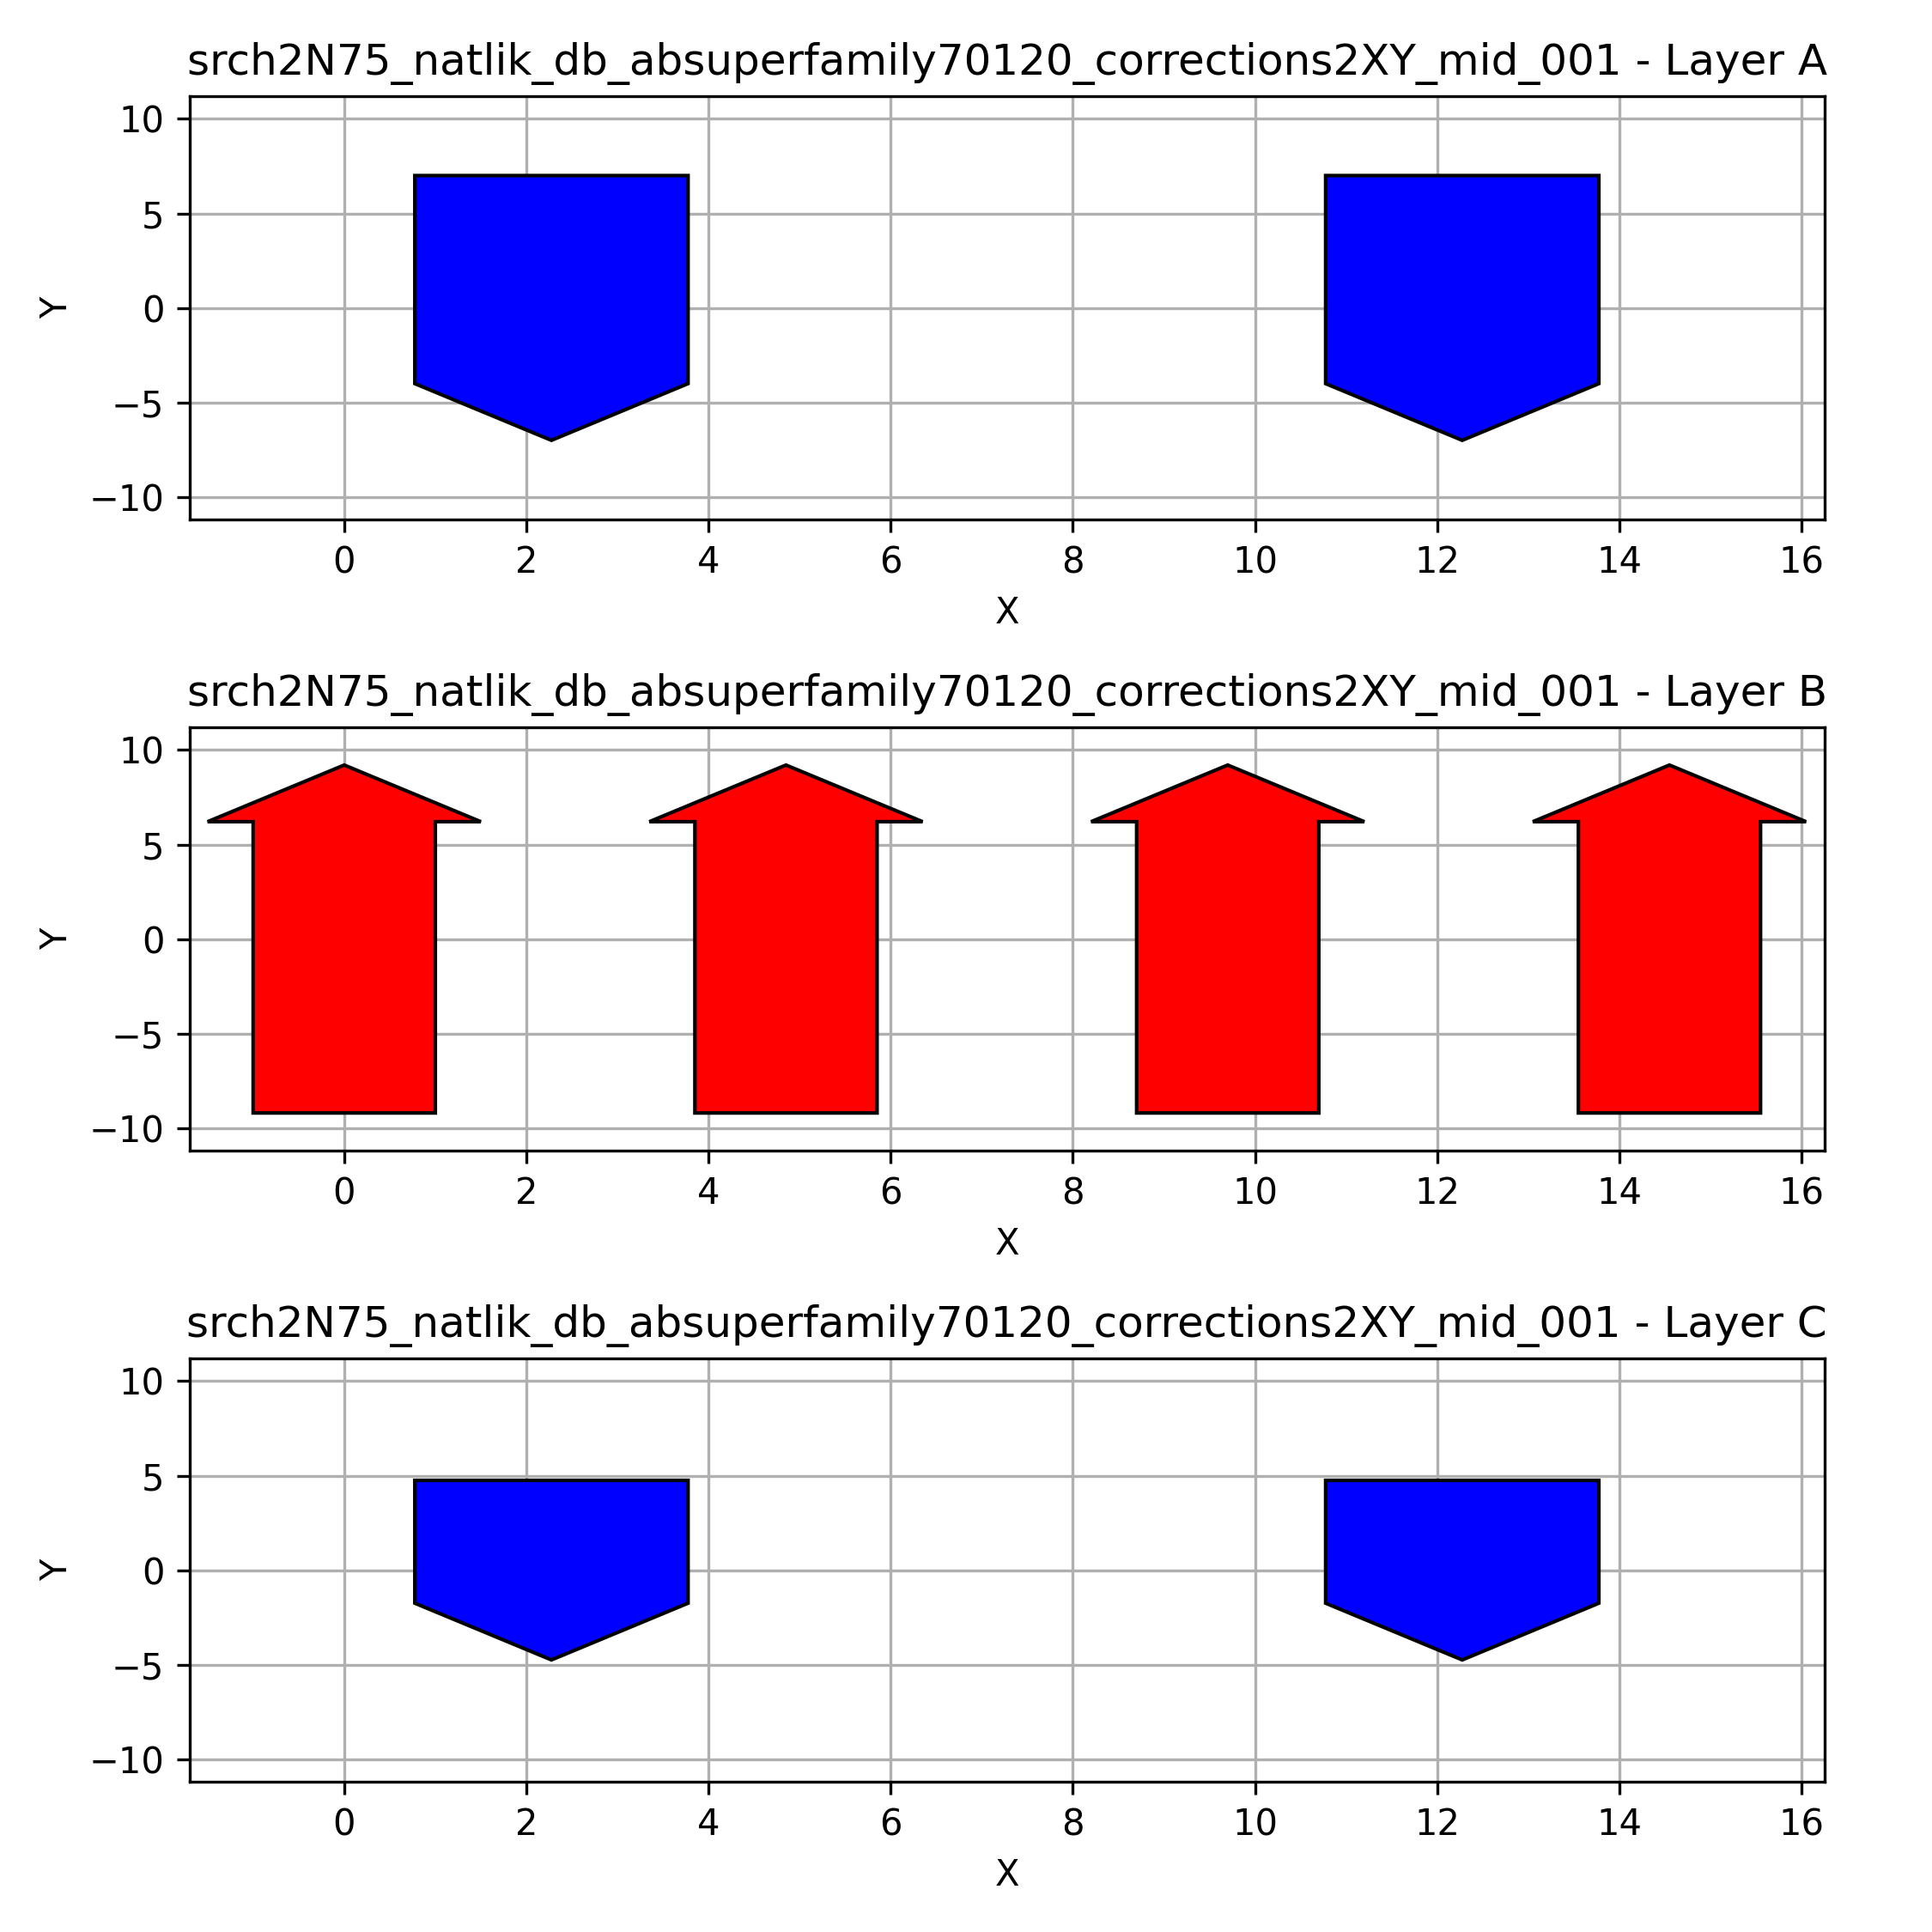 srch2N75_natlik_db_absuperfamily70120_corrections2XY_mid_001 - Layer A
10
5
0
−5
−10
Y
0 2 4 6 8 10 12 14 16
X
srch2N75_natlik_db_absuperfamily70120_corrections2XY_mid_001 - Layer B
10
5
0
−5
−10
Y
0 2 4 6 8 10 12 14 16
X
srch2N75_natlik_db_absuperfamily70120_corrections2XY_mid_001 - Layer C
10
5
0
−5
−10
Y
0 2 4 6 8 10 12 14 16
X